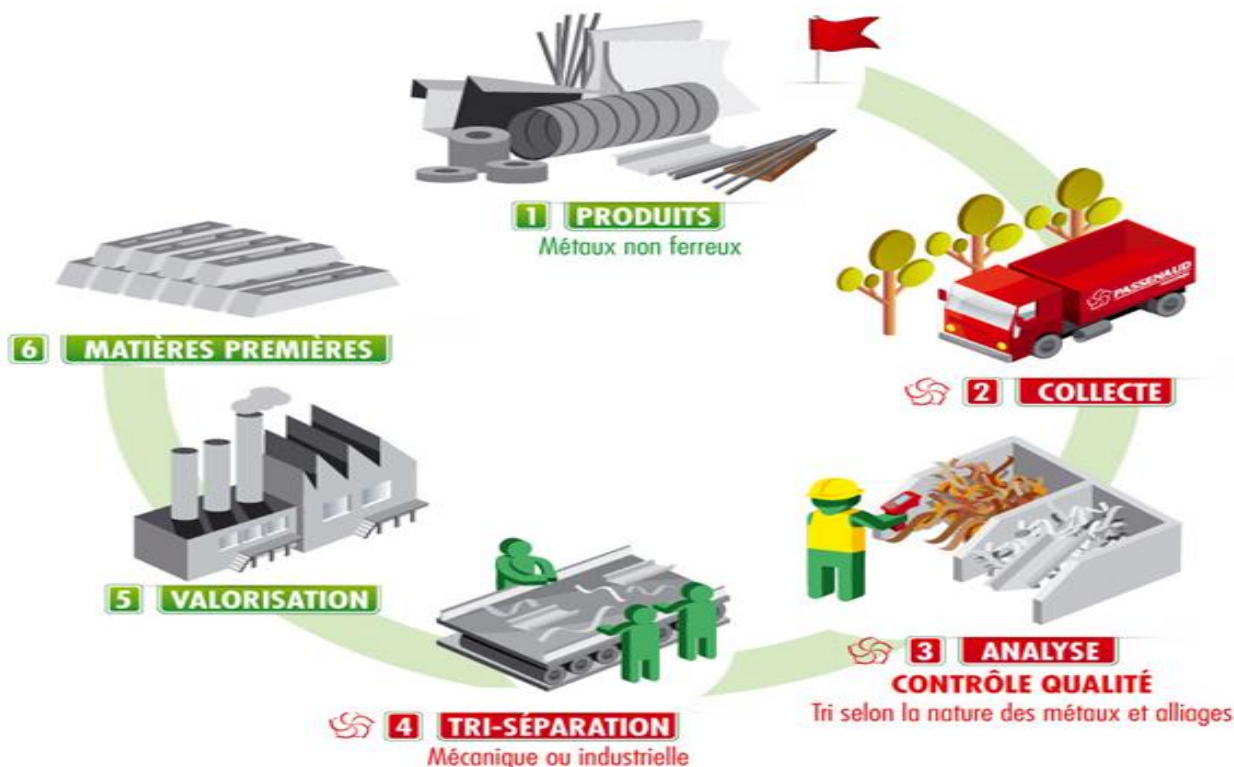 1 PRODUITS
Métaux non ferreux
PASSENAUD
2 COLLECTE
3 ANALYSE
CONTRÔLE QUALITÉ
Tri selon la nature des métaux et alliages
4 TRI-SÉPARATION
Mécanique ou industrielle
5 VALORISATION
6 MATIÈRES PREMIÈRES